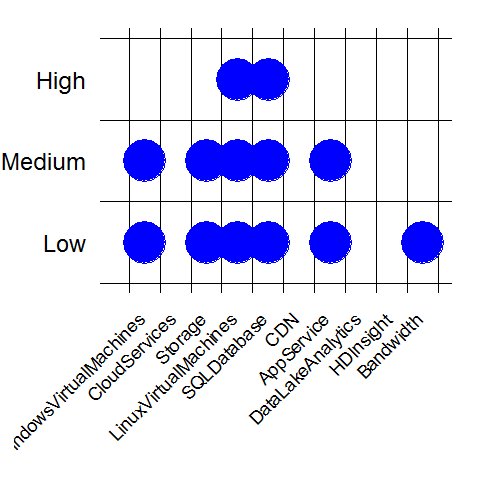 High
Medium
Low
ndowsVirtualMachines
CloudServices
Storage
LinuxVirtualMachines
SQLDatabase
CDN
AppService
DataLakeAnalytics
HDInsight
Bandwidth